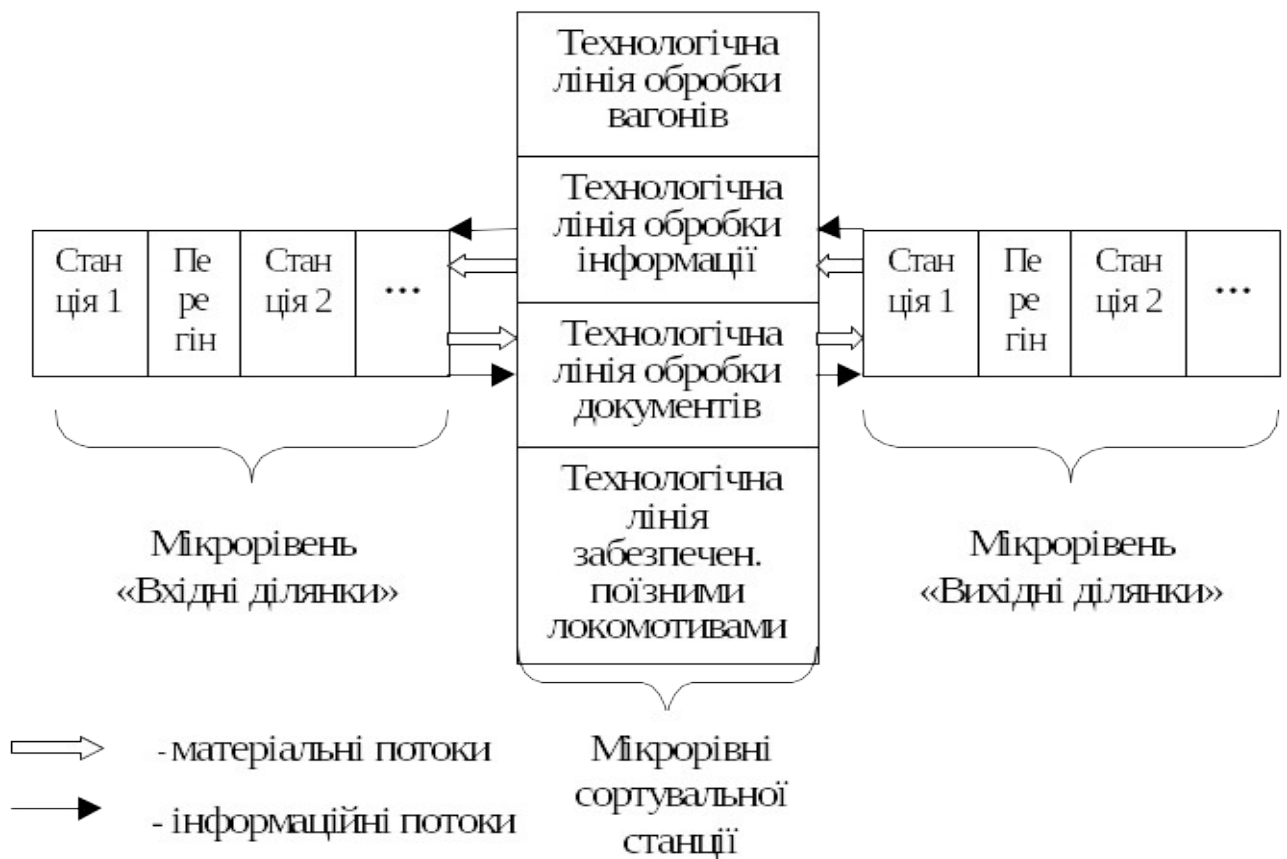 Технологічна
лінія обробки
вагонів
Технологічна
лінія обробки
інформації
Технологічна
лінія обробки
документів
Технологічна
лінія
забезпечен.
поїзними
локомотивами
Стан
ція 1
Пе
ре
гін
Стан
ція 2
...
Стан
ція 1
Пе
ре
гін
Стан
ція 2
...
Мікрорівень
«Вхідні ділянки»
Мікрорівень
«Вихідні ділянки»
Мікрорівні
сортувальної
станції
- матеріальні потоки
- інформаційні потоки